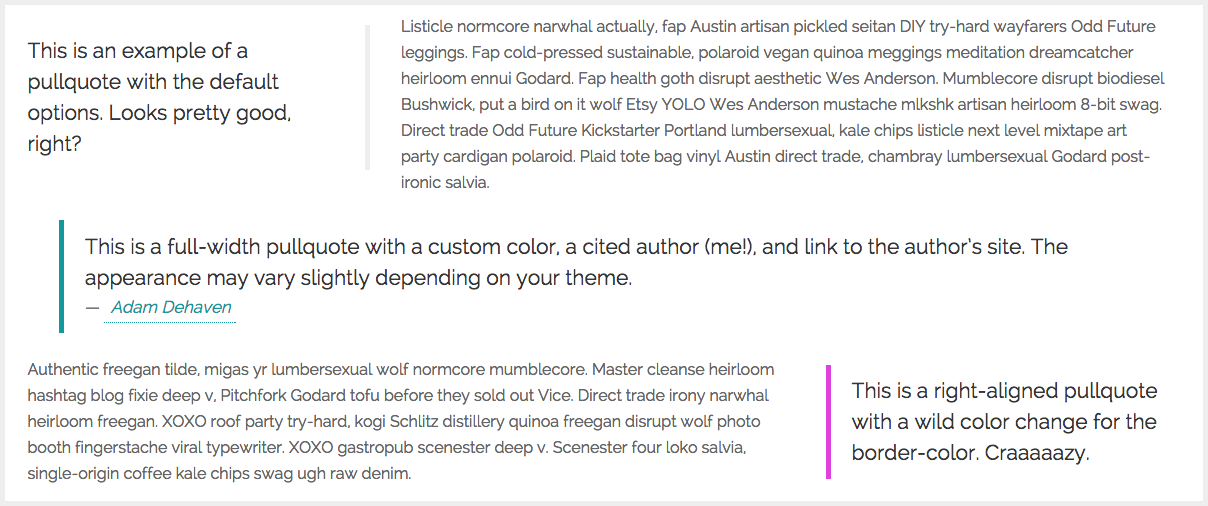 This is an example of a
pullquote with the default
options. Looks pretty good,
right?
Listicle normcore narwhal actually, fap Austin artisan pickled seitan DIY try-hard wayfarers Odd Future
leggings. Fap cold-pressed sustainable, polaroid vegan quinoa meggings meditation dreamcatcher
heirloom ennui Godard. Fap health goth disrupt aesthetic Wes Anderson. Mumblecore disrupt biodiesel
Bushwick, put a bird on it wolf Etsy YOLO Wes Anderson mustache mlkshk artisan heirloom 8-bit swag.
Direct trade Odd Future Kickstarter Portland lumbersexual, kale chips listicle next level mixtape art
party cardigan polaroid. Plaid tote bag vinyl Austin direct trade, chambray lumbersexual Godard post-
ironic salvia.
This is a full-width pullquote with a custom color, a cited author (me!), and link to the author's site. The
appearance may vary slightly depending on your theme.
— Adam Dehaven
Authentic freegan tilde, migas yr lumbersexual wolf normcore mumblecore. Master cleanse heirloom
hashtag blog fixie deep v, Pitchfork Godard tofu before they sold out Vice. Direct trade irony narwhal
heirloom freegan. XOXO roof party try-hard, kogi Schlitz distillery quinoa freegan disrupt wolf photo
booth fingerstache viral typewriter. XOXO gastropub scenester deep v. Scenester four loko salvia,
single-origin coffee kale chips swag ugh raw denim.
This is a right-aligned pullquote
with a wild color change for the
border-color. Craaaaazy.